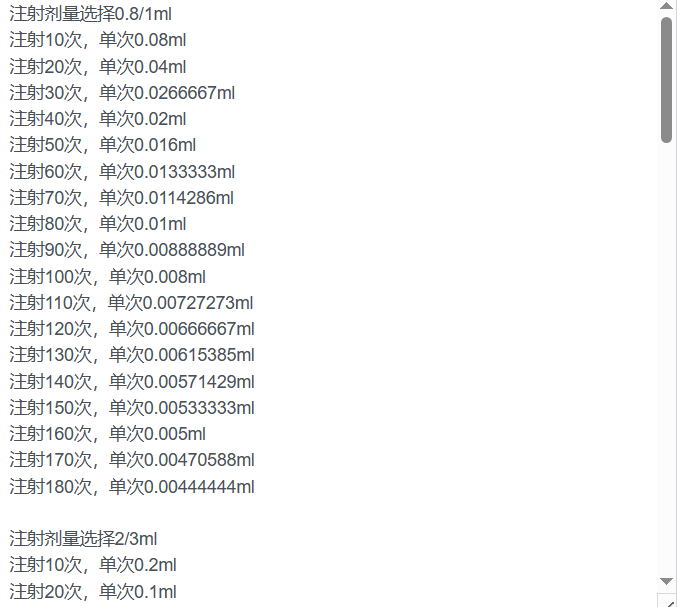 注射剂量选择0.8/1ml
注射10次，单次0.08ml
注射20次，单次0.04ml
注射30次，单次0.0266667ml
注射40次，单次0.02ml
注射50次，单次0.016ml
注射60次，单次0.0133333ml
注射70次，单次0.0114286ml
注射80次，单次0.01ml
注射90次，单次0.00888889ml
注射100次，单次0.008ml
注射110次，单次0.00727273ml
注射120次，单次0.00666667ml
注射130次，单次0.00615385ml
注射140次，单次0.00571429ml
注射150次，单次0.00533333ml
注射160次，单次0.005ml
注射170次，单次0.00470588ml
注射180次，单次0.00444444ml
注射剂量选择2/3ml
注射10次，单次0.2ml
注射20次，单次0.1ml